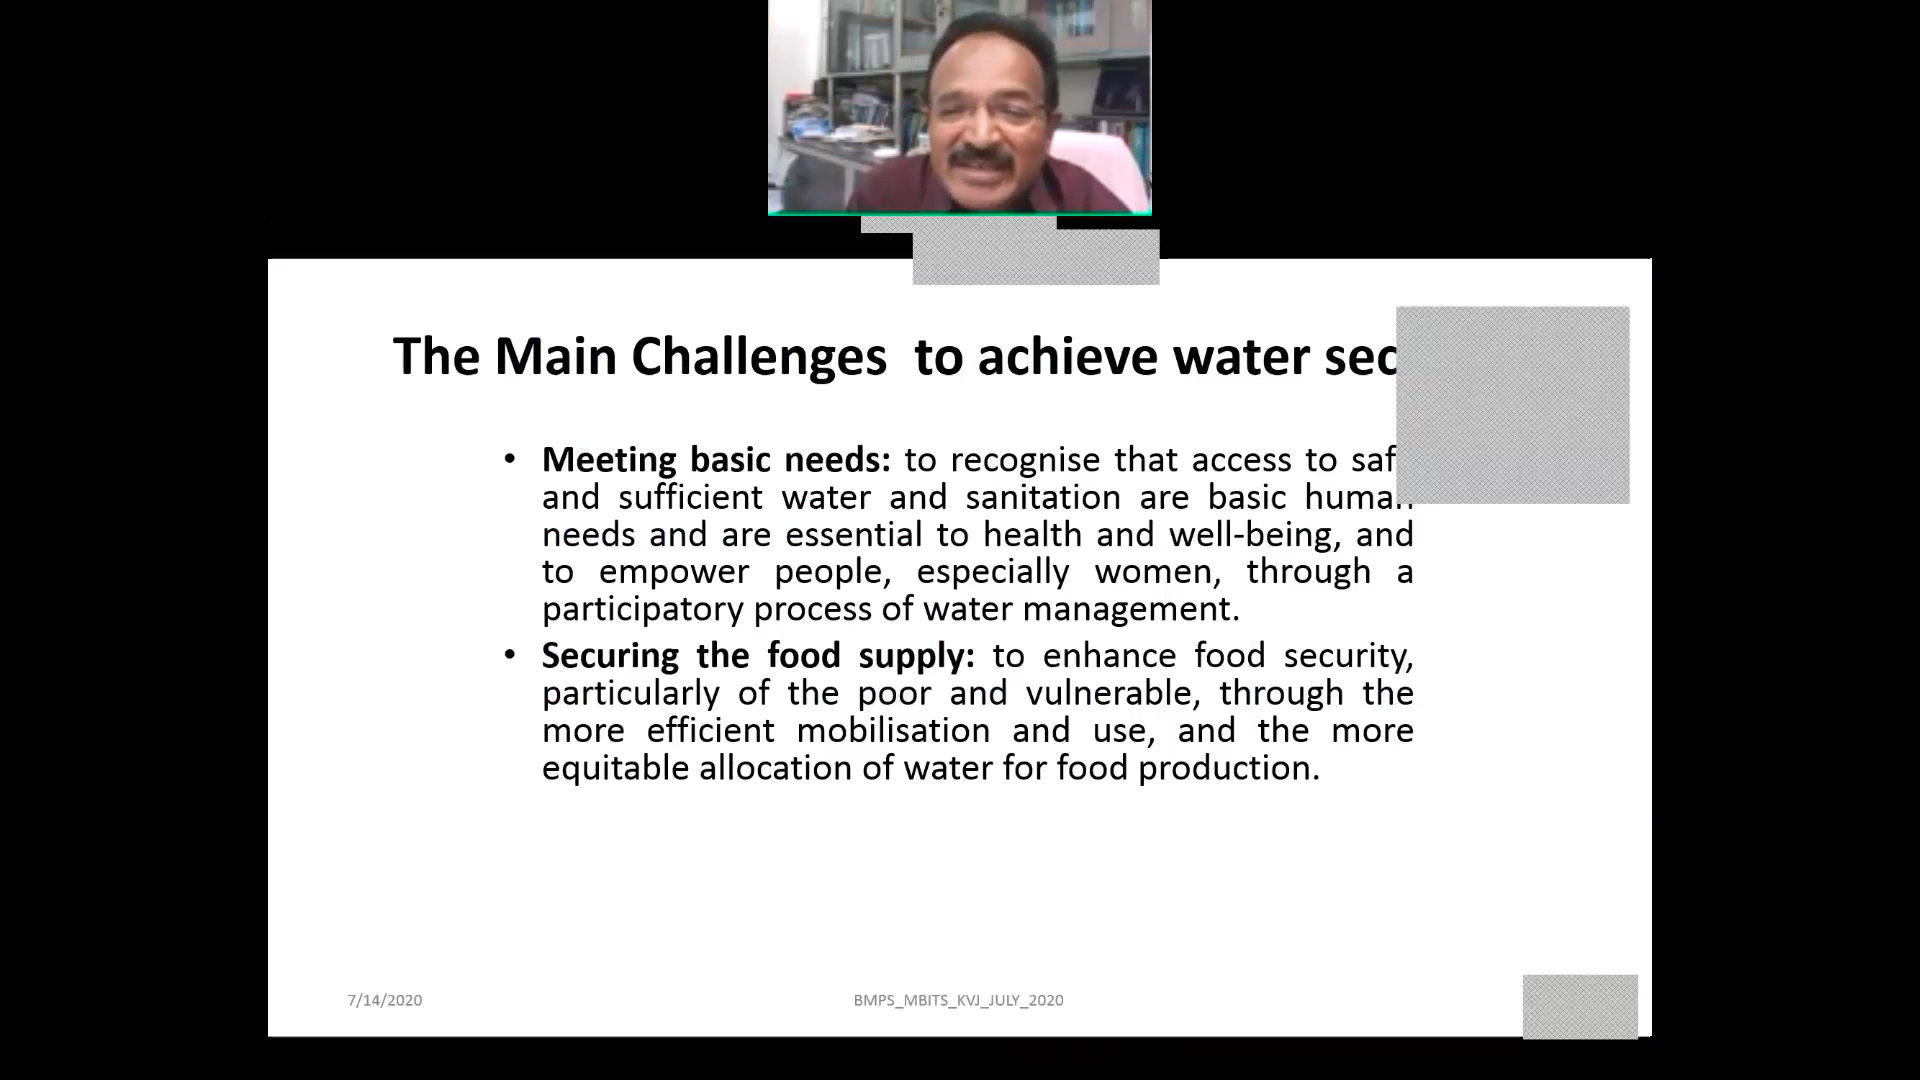 The Main Challenges to achieve water
• Meeting basic needs: to recognise that access to
and sufficient water and sanitation are basic human
needs and are essential to health and well-being, and
to empower people, especially women, through a
participatory process of water management.
• Securing the food supply: to enhance food security,
particularly of the poor and vulnerable, through the
more efficient mobilisation and use, and the more
equitable allocation of water for food production.
7/14/2020
BMPS_MBITS_KVJ_JULY_2020